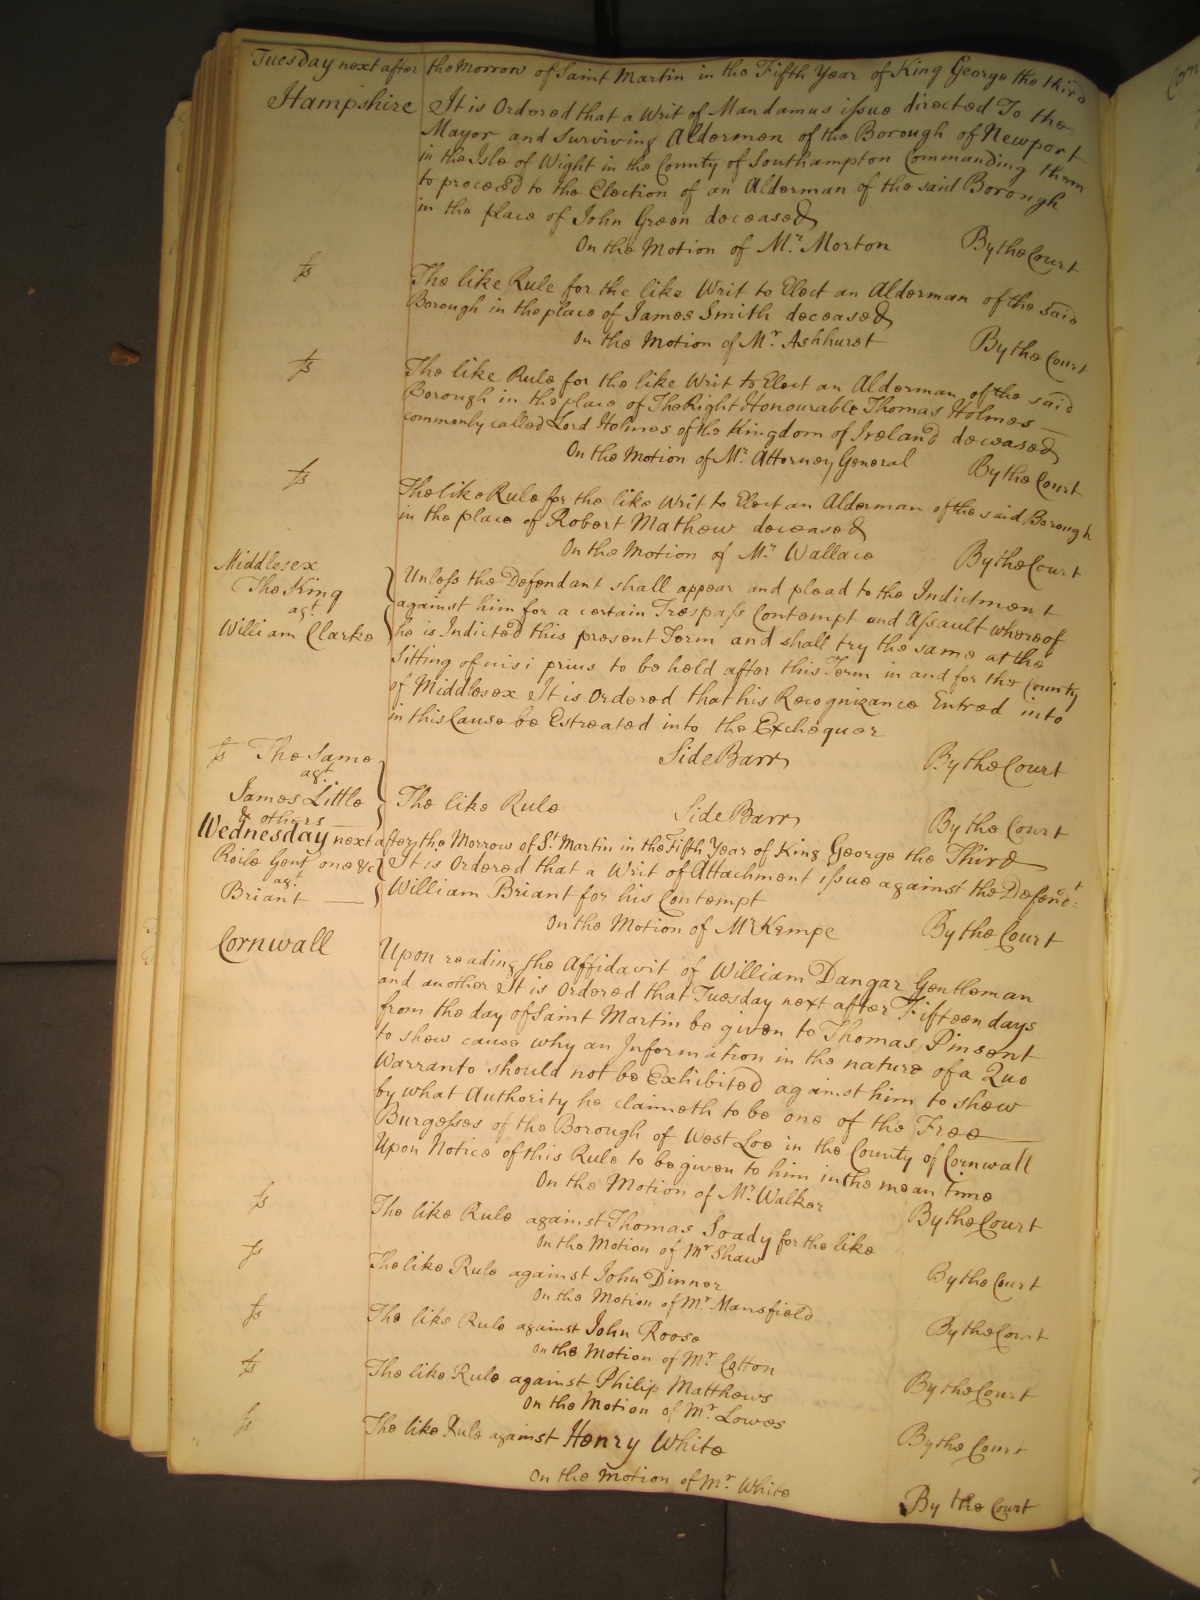 Tuesday next after the Morrow of Saint Martin in the Fifth Year of King George the third
Hampshire It is Ordered that a Writ of Mandamus issue directed To the
Mayor and Surviving Aldermen of the Borough of Newport
in the Isle of Wight in the County of Southampton Commanding them
to proceed to the Election of an Alderman of the said Borough
in the place of John Green deceased
On the Motion of Mr. Morton By the Court
fs The like Rule for the like Writ to Elect an Alderman of the said
Borough in the place of James Smith deceased
On the Motion of Mr. Ashhurst By the Court
fs The like Rule for the like Writ to Elect an Alderman of the said
Borough in the place of The Right Honourable Thomas Holmes
commonly called Lord Holmes of the Kingdom of Ireland deceased
On the Motion of Mr. Attorney General By the Court
fs The like Rule for the like Writ to Elect an Alderman of the said Borough
in the place of Robert Mathew deceased
On the Motion of Mr. Wallace By the Court
Middlesex
The King
agt.
William Clarke
Unless the Defendant shall appear and plead to the Indictment
against him for a certain Trespass Contempt and Assault whereof
he is Indicted this present Term and shall try the same at the
Sitting of nisi prius to be held after this Term in and for the County
of Middlesex It is Ordered that his Recognizance Entred into
in this Cause be Estreated into the Exchequer
Side Barr By the Court
fs The Same
agt.
James Little
& others
The like Rule Side Barr By the Court
Wednesday next after the Morrow of St. Martin in the Fifth Year of King George the Third
Roile Gent one &c
agt.
Briant
It is Ordered that a Writ of Attachment issue against the Defendt.
William Briant for his Contempt
On the Motion of Mr. Kempe By the Court
Cornwall Upon reading the Affidavit of William Dangar Gentleman
and another It is Ordered that Tuesday next after Fifteen days
from the day of Saint Martin be given to Thomas Pinsent
to shew cause why an Information in the nature of a Quo
Warranto should not be Exhibited against him to shew
by what Authority he claimeth to be one of the Free
Burgesses of the Borough of West Loe in the County of Cornwall
Upon Notice of this Rule to be given to him in the mean time
On the Motion of Mr. Walker By the Court
fs The like Rule against Thomas Soady for the like
On the Motion of Mr Shaw By the Court
fs The like Rule against John Dinner
On the Motion of Mr. Mansfield By the Court
fs The like Rule against John Roose
On the Motion of Mr. Cotton By the Court
fs The like Rule against Philip Matthews
On the Motion of Mr. Lowes By the Court
fs The like Rule against Henry White
On the Motion of Mr. White By the Court